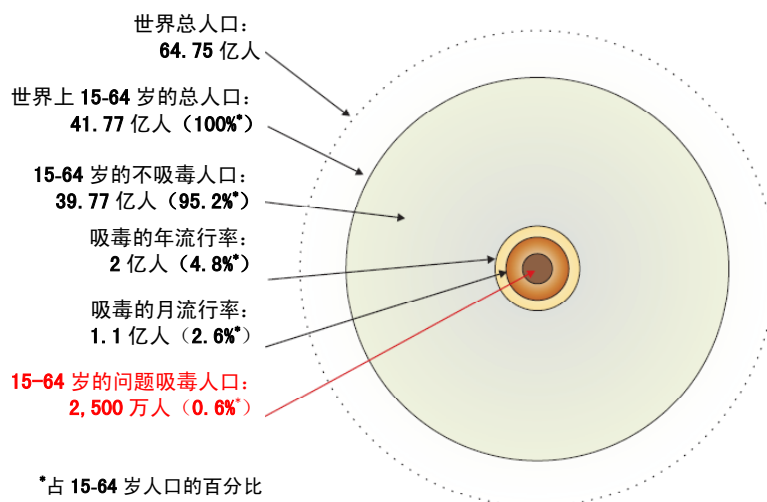 世界总人口：
64.75 亿人
世界上 15-64 岁的总人口：
41.77 亿人（100%*）
15-64 岁的不吸毒人口：
39.77 亿人（95.2%*）
吸毒的年流行率：
2 亿人（4.8%*）
吸毒的月流行率：
1.1 亿人（2.6%*）
15-64 岁的问题吸毒人口：
2,500 万人（0.6%*）
*占 15-64 岁人口的百分比